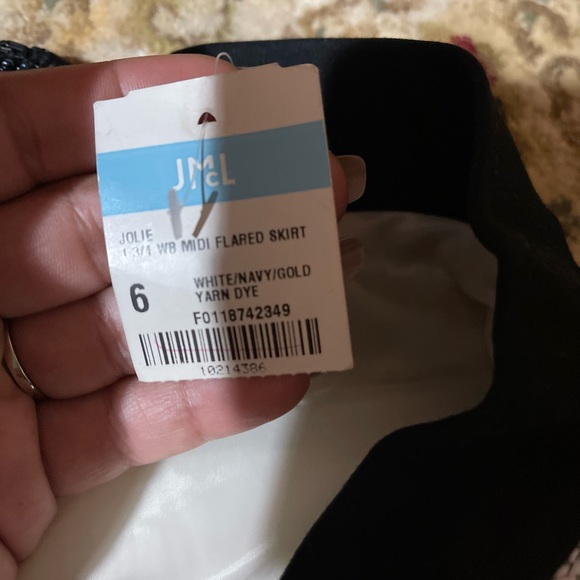 JMcL
JOLIE
1 3/4 WB MIDI FLARED SKIRT
6
WHITE/NAVY/GOLD
YARN DYE
F0118742349
10214386